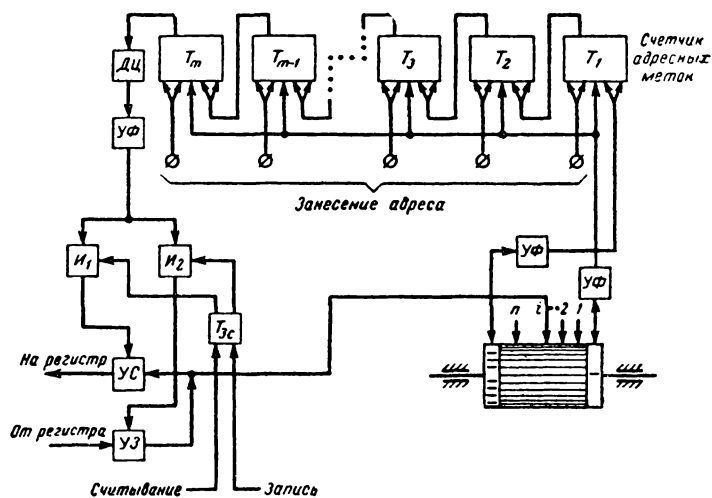 Tm
Tm-1
T3
T2
T1
Счетчик адресных меток
ДЦ
УФ
Занесение адреса
И1
И2
УФ
УФ
Tзс
n i 2 1
На регистр
УС
От регистра
УЗ
Считывание
Запись